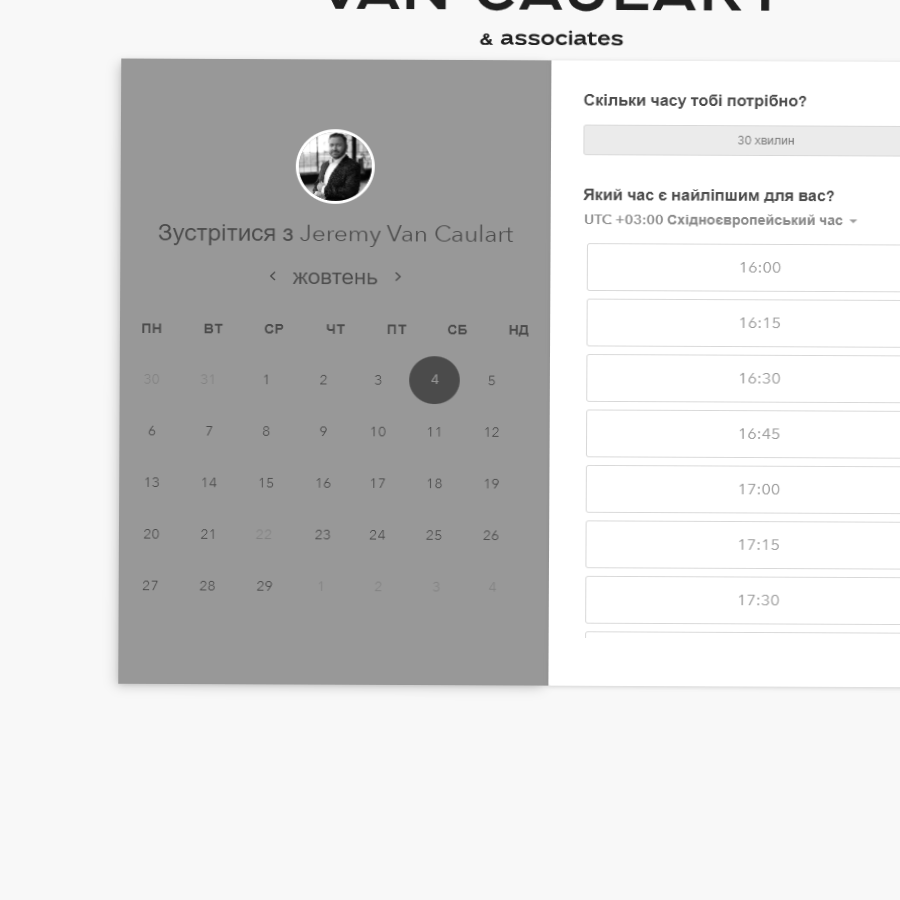 VAN CAULART
& associates
Зустрітися з Jeremy Van Caulart
жовтень
ПН ВТ СР ЧТ ПТ СБ НД
30 31 1 2 3 4 5
6 7 8 9 10 11 12
13 14 15 16 17 18 19
20 21 22 23 24 25 26
27 28 29 1 2 3 4
Скільки часу тобі потрібно?
30 хвилин
Який час є найліпшим для вас?
UTC +03:00 Східноєвропейський час
16:00
16:15
16:30
16:45
17:00
17:15
17:30